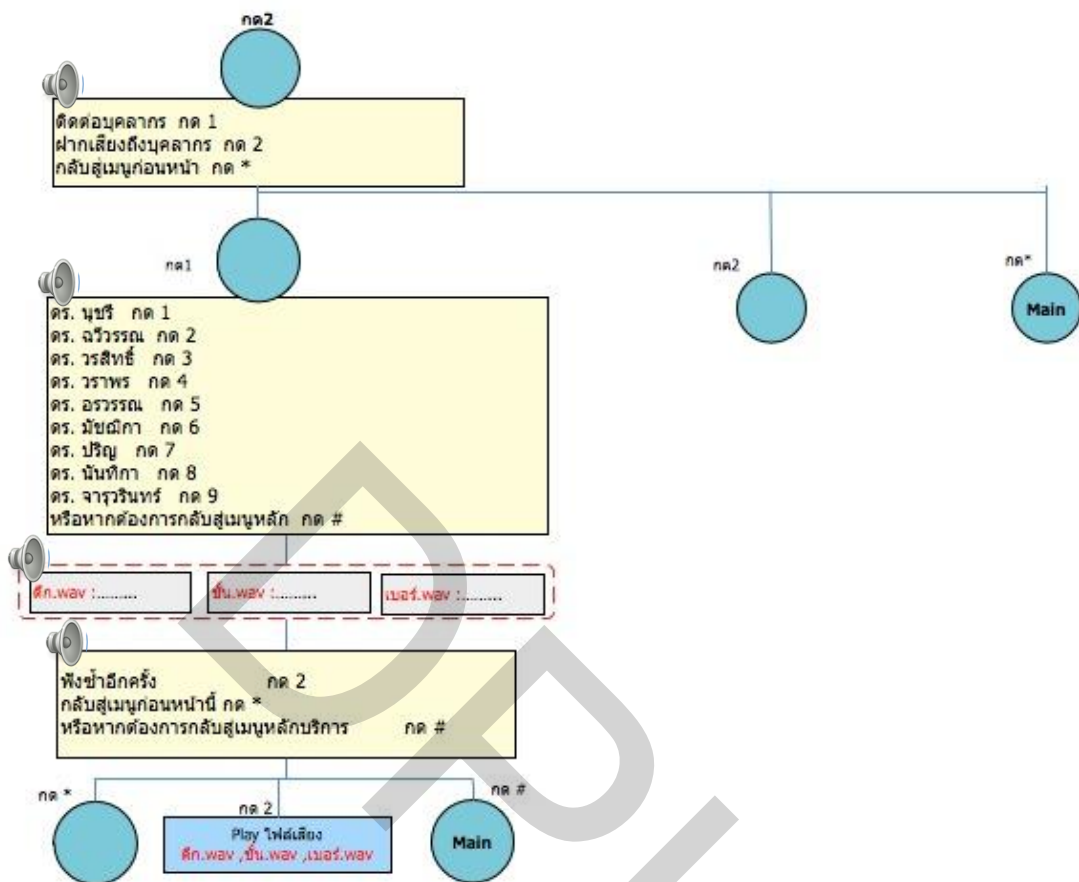 กด2
ติดต่อบุคลากร กด 1
ฝากเสียงถึงบุคลากร กด 2
กลับสู่เมนูก่อนหน้า กด *
กด1
กด2
กด*
Main
ดร. นุชรี กด 1
ดร. ฉวีวรรณ กด 2
ดร. วรสิทธิ์ กด 3
ดร. วราพร กด 4
ดร. อรวรรณ กด 5
ดร. มัชฌิกา กด 6
ดร. ปริญ กด 7
ดร. นันทิกา กด 8
ดร. จารุวรินทร์ กด 9
หรือหากต้องการกลับสู่เมนูหลัก กด #
ตึก.wav :.........
ชั้น.wav :.........
เบอร์.wav :.........
ฟังซ้ำอีกครั้ง กด 2
กลับสู่เมนูก่อนหน้านี้ กด *
หรือหากต้องการกลับสู่เมนูหลักบริการ กด #
กด *
กด 2
กด #
Play ไฟล์เสียง
ตึก.wav ,ชั้น.wav ,เบอร์.wav
Main